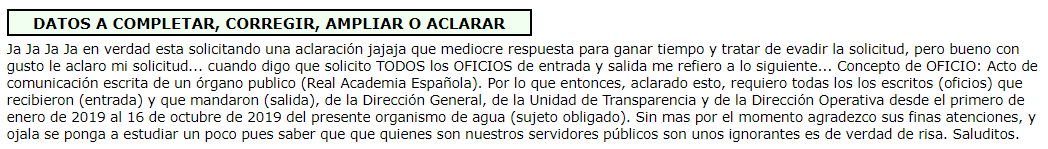 DATOS A COMPLETAR, CORREGIR, AMPLIAR O ACLARAR
Ja Ja Ja Ja en verdad esta solicitando una aclaración jajaja que mediocre respuesta para ganar tiempo y tratar de evadir la solicitud, pero bueno con
gusto le aclaro mi solicitud... cuando digo que solicito TODOS los OFICIOS de entrada y salida me refiero a lo siguiente... Concepto de OFICIO: Acto de
comunicación escrita de un órgano publico (Real Academia Española). Por lo que entonces, aclarado esto, requiero todas los los escritos (oficios) que
recibieron (entrada) y que mandaron (salida), de la Dirección General, de la Unidad de Transparencia y de la Dirección Operativa desde el primero de
enero de 2019 al 16 de octubre de 2019 del presente organismo de agua (sujeto obligado). Sin mas por el momento agradezco sus finas atenciones, y
ojala se ponga a estudiar un poco pues saber que que quienes son nuestros servidores públicos son unos ignorantes es de verdad de risa. Saluditos.